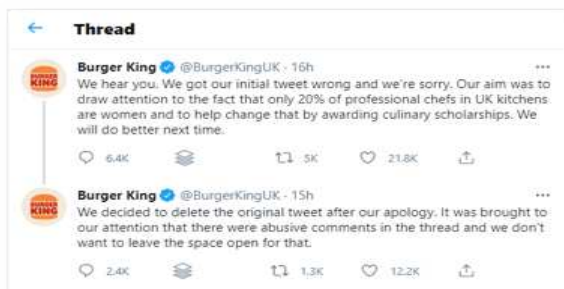 Thread
Burger King @BurgerKingUK · 16h
We hear you. We got our initial tweet wrong and we're sorry. Our aim was to
draw attention to the fact that only 20% of professional chefs in UK kitchens
are women and to help change that by awarding culinary scholarships. We
will do better next time.
6.4K 5K 21.8K
Burger King @BurgerKingUK · 15h
We decided to delete the original tweet after our apology. It was brought to
our attention that there were abusive comments in the thread and we don't
want to leave the space open for that.
2.4K 1.3K 12.2K